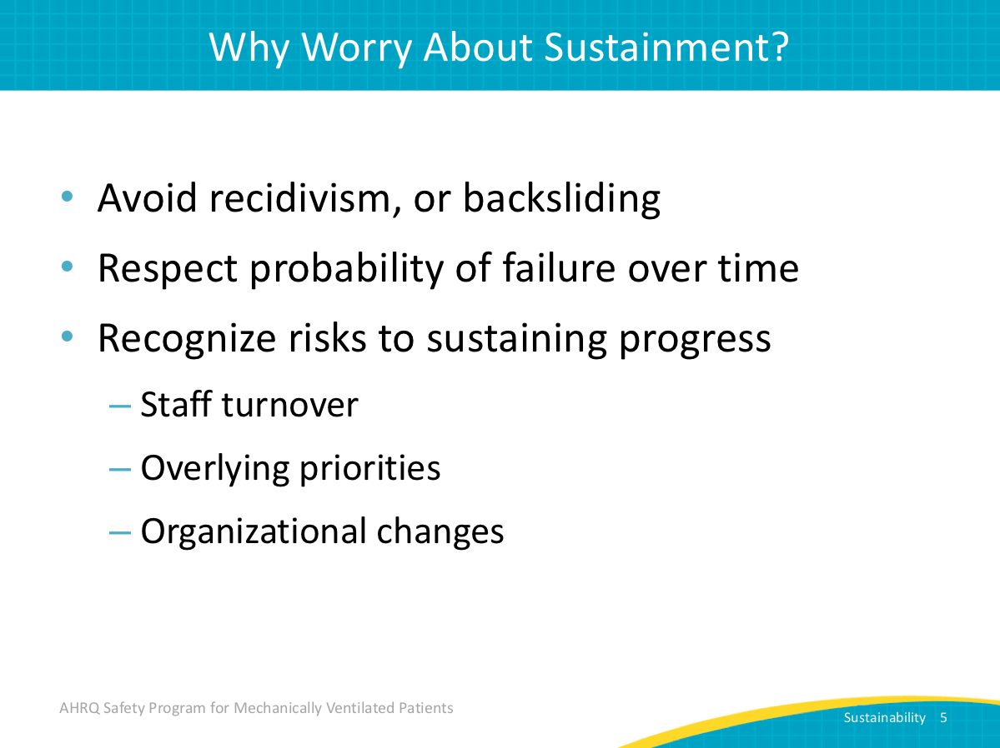 Why Worry About Sustainment?
• Avoid recidivism, or backsliding
• Respect probability of failure over time
• Recognize risks to sustaining progress
– Staff turnover
– Overlying priorities
– Organizational changes
AHRQ Safety Program for Mechanically Ventilated Patients
Sustainability 5